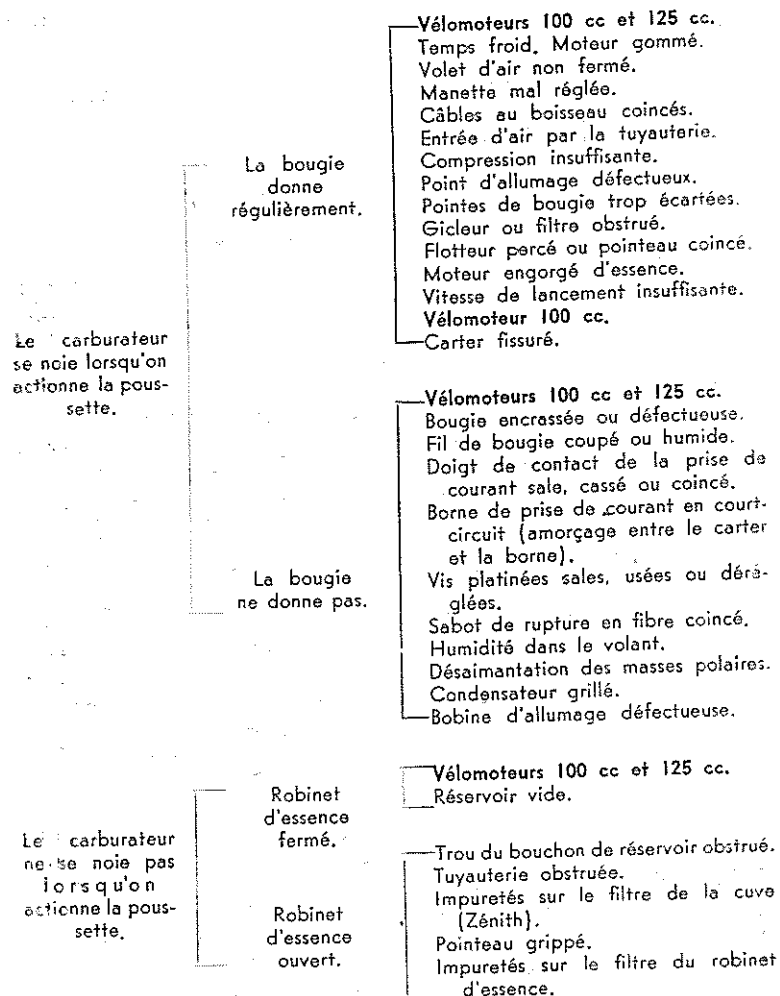 Le carburateur
se noie lorsqu'on
actionne la pous-
sette.
La bougie
donne
régulièrement.
Vélomoteurs 100 cc et 125 cc.
Temps froid. Moteur gommé.
Volet d'air non fermé.
Manette mal réglée.
Câbles au boisseau coincés.
Entrée d'air par la tuyauterie.
Compression insuffisante.
Point d'allumage défectueux.
Pointes de bougie trop écartées.
Gicleur ou filtre obstrué.
Flotteur percé ou pointeau coincé.
Moteur engorgé d'essence.
Vitesse de lancement insuffisante.
Vélomoteur 100 cc.
Carter fissuré.
La bougie
ne donne pas.
Vélomoteurs 100 cc et 125 cc.
Bougie encrassée ou défectueuse.
Fil de bougie coupé ou humide.
Doigt de contact de la prise de
courant sale, cassé ou coincé.
Borne de prise de courant en court-
circuit (amorçage entre le carter
et la borne).
Vis platinées sales, usées ou déré-
glées.
Sabot de rupture en fibre coincé.
Humidité dans le volant.
Désaimantation des masses polaires.
Condensateur grillé.
Bobine d'allumage défectueuse.
Le carburateur
ne se noie pas
lorsqu'on
actionne la pous-
sette.
Robinet
d'essence
fermé.
Vélomoteurs 100 cc et 125 cc.
Réservoir vide.
Robinet
d'essence
ouvert.
Trou du bouchon de réservoir obstrué.
Tuyauterie obstruée.
Impuretés sur le filtre de la cuve
(Zénith).
Pointeau grippé.
Impuretés sur le filtre du robinet
d'essence.